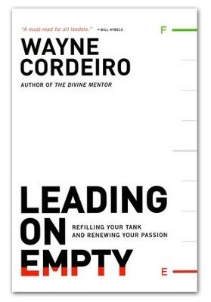 "A must-read for all leaders." —BILL HYBELS
F
WAYNE
CORDEIRO
AUTHOR OF THE DIVINE MENTOR
LEADING
ON
REFILLING YOUR TANK
AND RENEWING YOUR PASSION
EMPTY
E